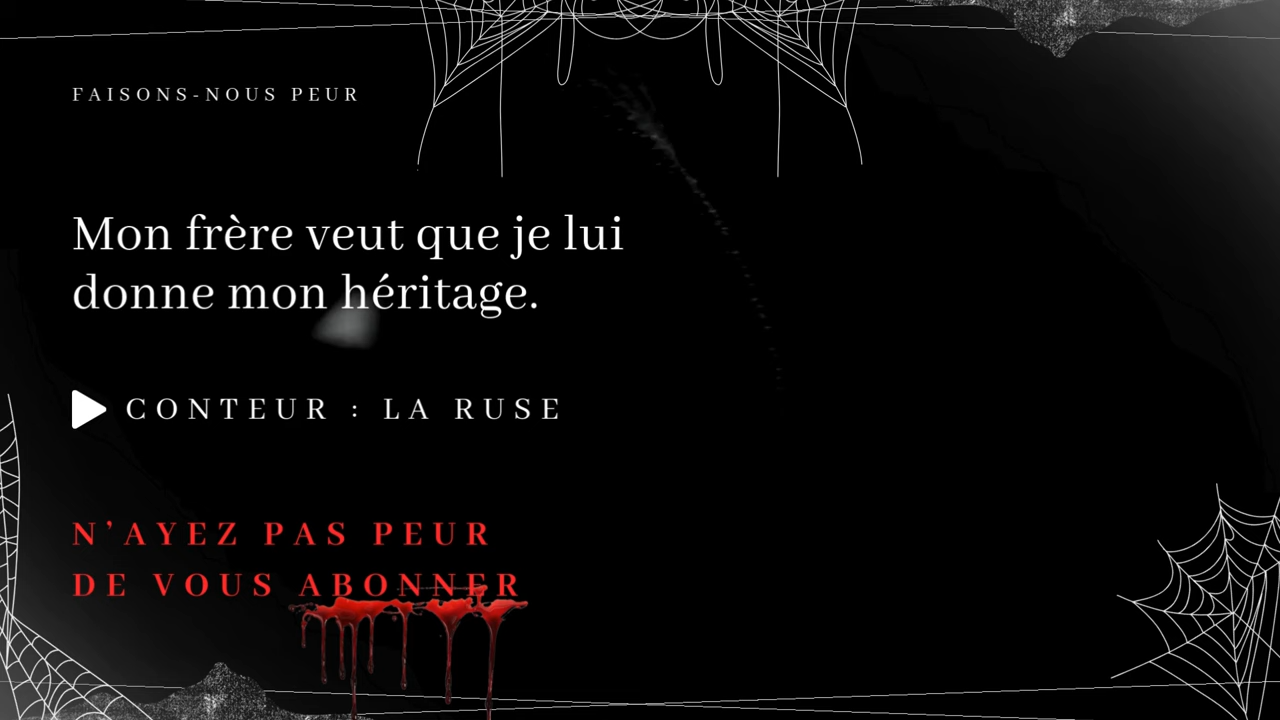 FAISONS-NOUS PEUR
Mon frère veut que je lui
donne mon héritage.
CONTEUR : LA RUSE
N’AYEZ PAS PEUR
DE VOUS ABONNER